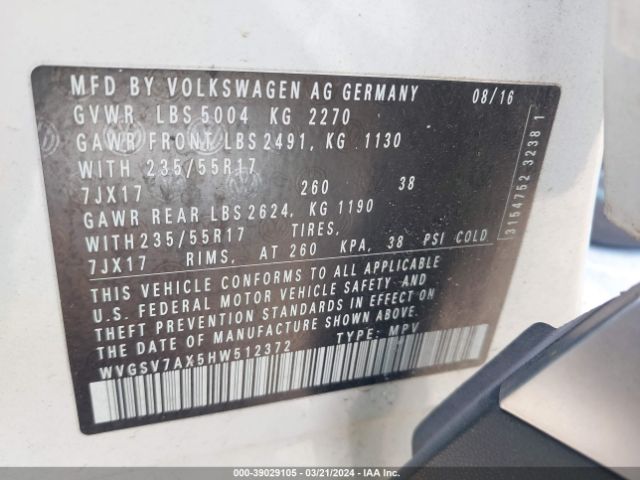 MFD BY VOLKSWAGEN AG GERMANY 08/16
GVWR LBS 5004 KG 2270
GAWR FRONT LBS 2491, KG 1130
WITH 235/55R17
7JX17 260 38
GAWR REAR LBS 2624, KG 1190
WITH 235/55R17 TIRES,
7JX17 RIMS, AT 260 KPA, 38 PSI COLD
THIS VEHICLE CONFORMS TO ALL APPLICABLE
U.S. FEDERAL MOTOR VEHICLE SAFETY AND
THEFT PREVENTION STANDARDS IN EFFECT ON
THE DATE OF MANUFACTURE SHOWN ABOVE.
WVGSV7AX5HW512372 TYPE: MPV
3154752 3238 1
000-39029105 - 03/21/2024 - IAA Inc.